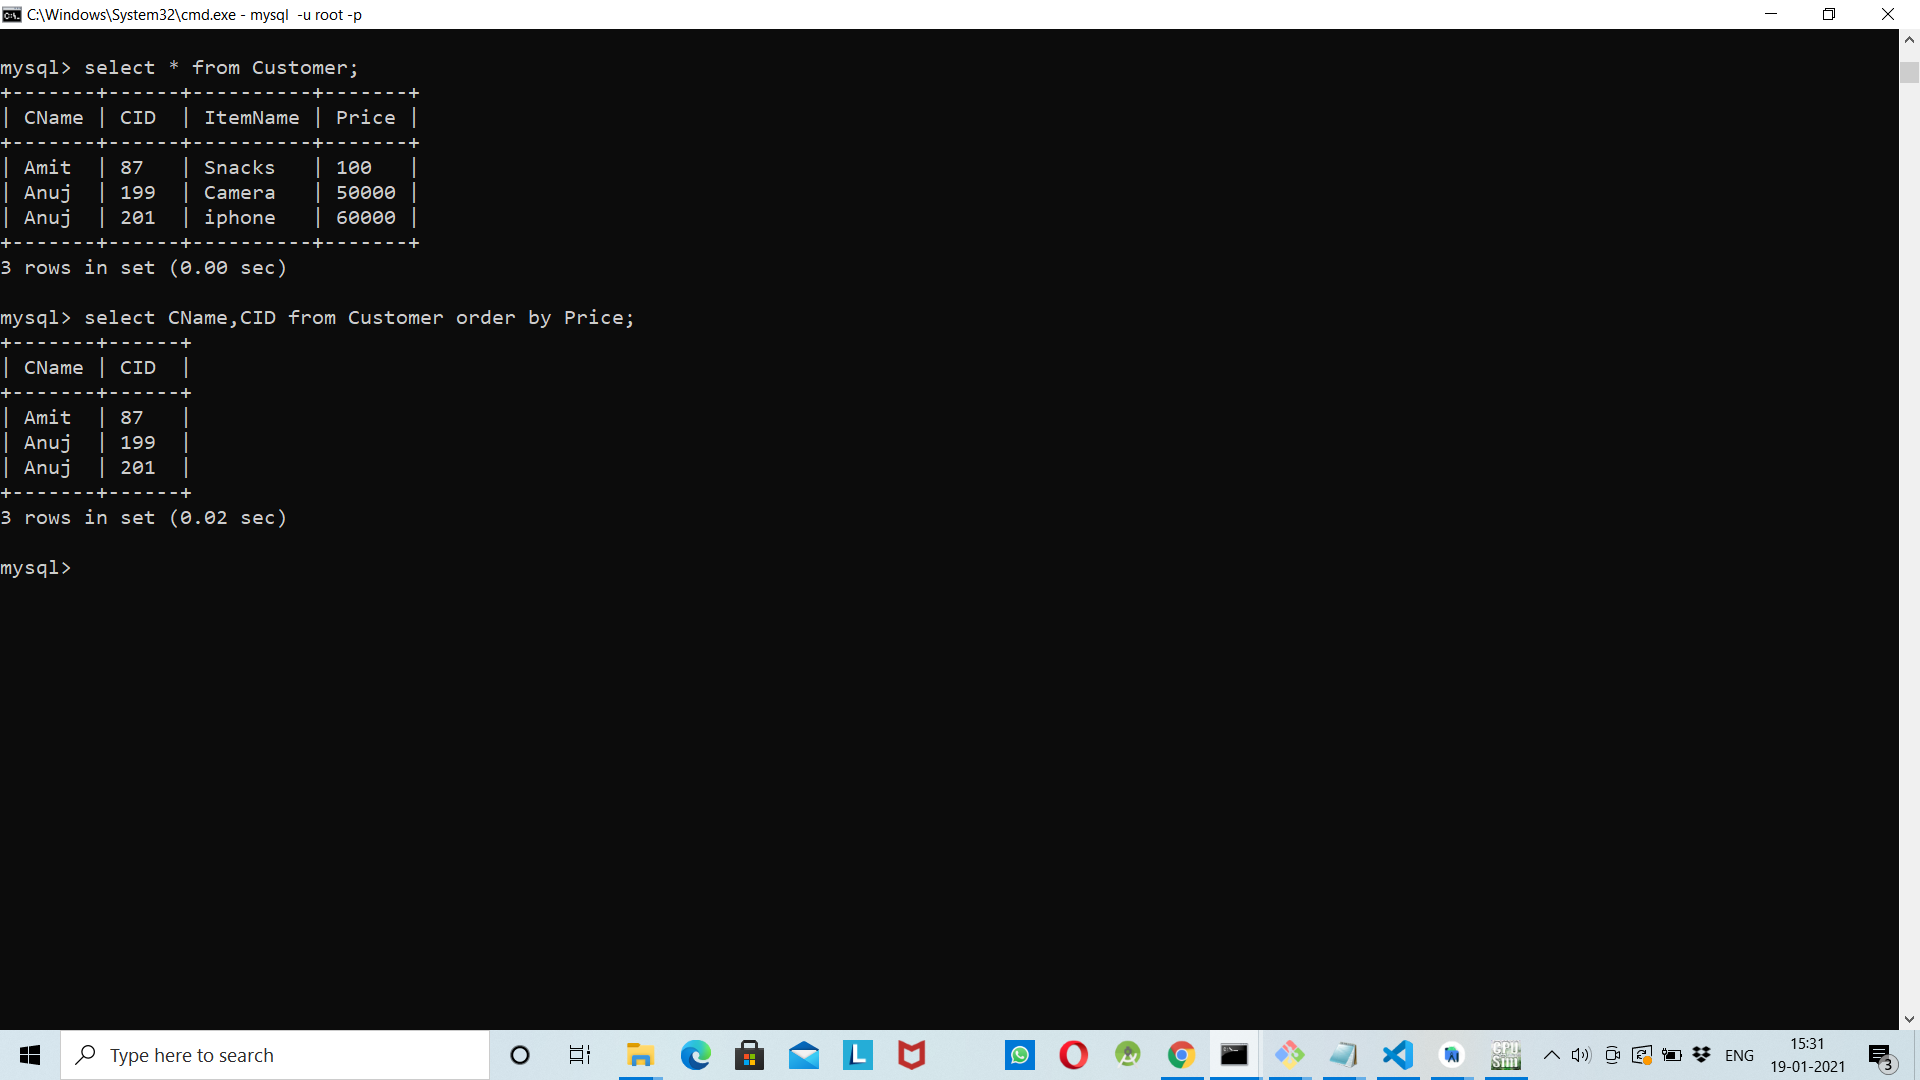 C:\Windows\System32\cmd.exe - mysql  -u root -p
mysql> select * from Customer;
+-------+------+----------+-------+
| CName | CID  | ItemName | Price |
+-------+------+----------+-------+
| Amit  | 87   | Snacks   | 100   |
| Anuj  | 199  | Camera   | 50000 |
| Anuj  | 201  | iphone   | 60000 |
+-------+------+----------+-------+
3 rows in set (0.00 sec)
mysql> select CName,CID from Customer order by Price;
+-------+------+
| CName | CID  |
+-------+------+
| Amit  | 87   |
| Anuj  | 199  |
| Anuj  | 201  |
+-------+------+
3 rows in set (0.02 sec)
mysql>
Type here to search
L
CPU
ENG
15:31
19-01-2021
3